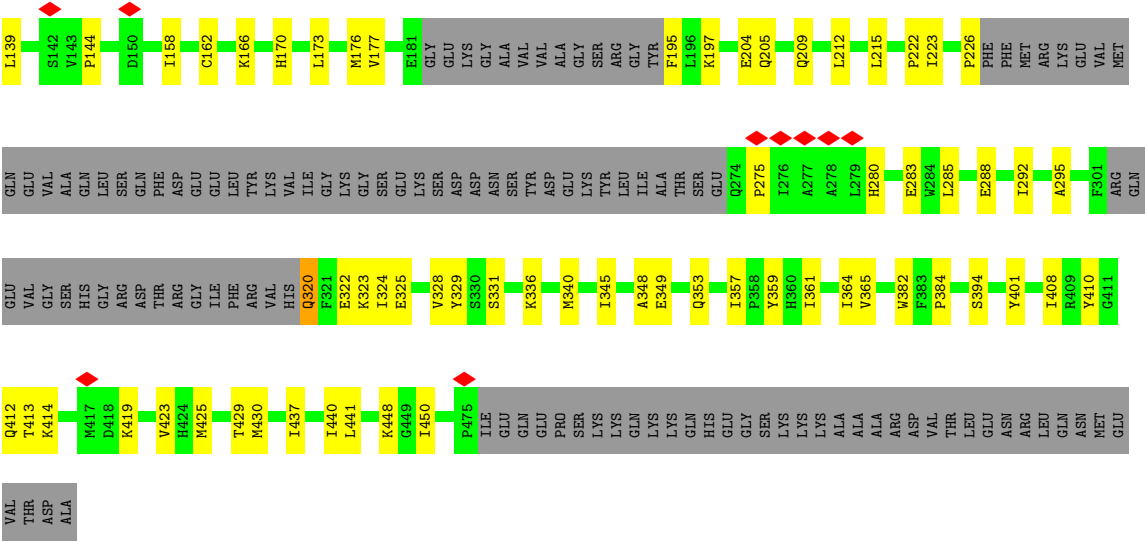 L139 S142 V143 P144 D150 I158 C162 K166 H170 L173 M176 V177 E181 GLY GLU LYS GLY ALA VAL VAL ALA GLY SER ARG GLY TYR F195 L196 K197 E204 Q205 Q209 L212 L215 P222 I223 P226 PHE PHE MET ARG LYS GLU VAL MET
GLN GLU VAL ALA GLN LEU SER GLN PHE ASP GLU GLU LEU TYR LYS VAL ILE GLY LYS GLY SER GLU LYS SER ASP ASP ASN SER TYR ASP GLU LYS TYR LEU ILE ALA THR SER GLU Q274 P275 I276 A277 A278 L279 H280 E283 W284 L285 E288 I292 A295 F301 ARG GLN
GLU VAL GLY SER HIS GLY ARG ASP THR ARG GLY ILE PHE ARG VAL HIS Q320 F321 E322 K323 I324 E325 V328 Y329 S330 S331 K336 M340 I345 A348 E349 Q353 I357 P358 Y359 H360 I361 I364 V365 W382 F383 P384 S394 Y401 I408 R409 Y410 G411
Q412 T413 K414 M417 D418 K419 V423 H424 M425 T429 M430 I437 I440 L441 K448 G449 I450 P475 ILE GLU GLN GLU PRO SER LYS LYS GLN LYS LYS GLN HIS GLU GLY SER LYS LYS LYS ALA ALA ALA ARG ASP VAL THR LEU GLU ASN ARG LEU GLN ASN MET GLU
VAL THR ASP ALA